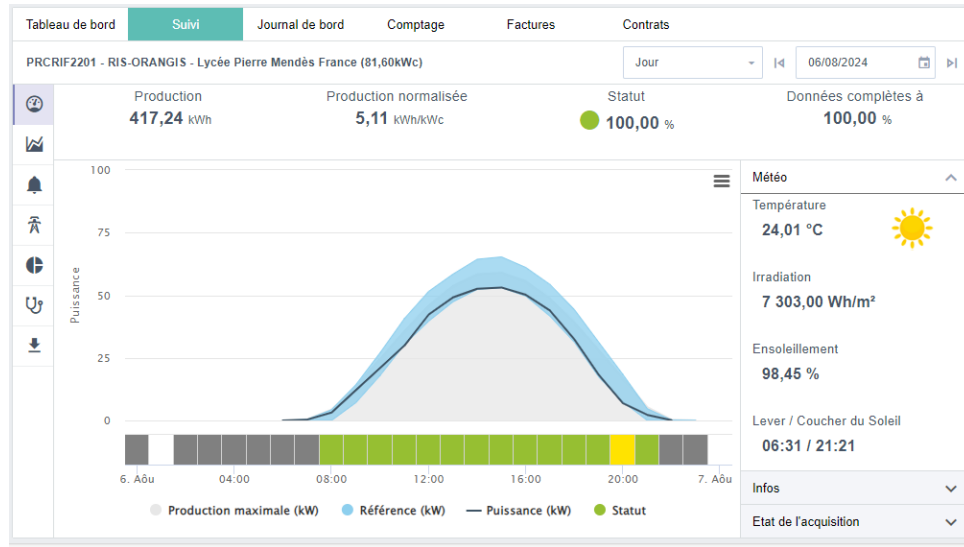 Tableau de bord Suivi Journal de bord Comptage Factures Contrats
PRCRIF2201 - RIS-ORANGIS - Lycée Pierre Mendès France (81,60kWc) Jour 06/08/2024
Production Production normalisée Statut Données complètes à
417,24 kWh 5,11 kWh/kWc 100,00 % 100,00 %
100
75
50
25
0
Puissance
6. Aôu 04:00 08:00 12:00 16:00 20:00 7. Aôu
Production maximale (kW) Référence (kW) Puissance (kW) Statut
Météo
Température
24,01 °C
Irradiation
7 303,00 Wh/m²
Ensoleillement
98,45 %
Lever / Coucher du Soleil
06:31 / 21:21
Infos
Etat de l'acquisition